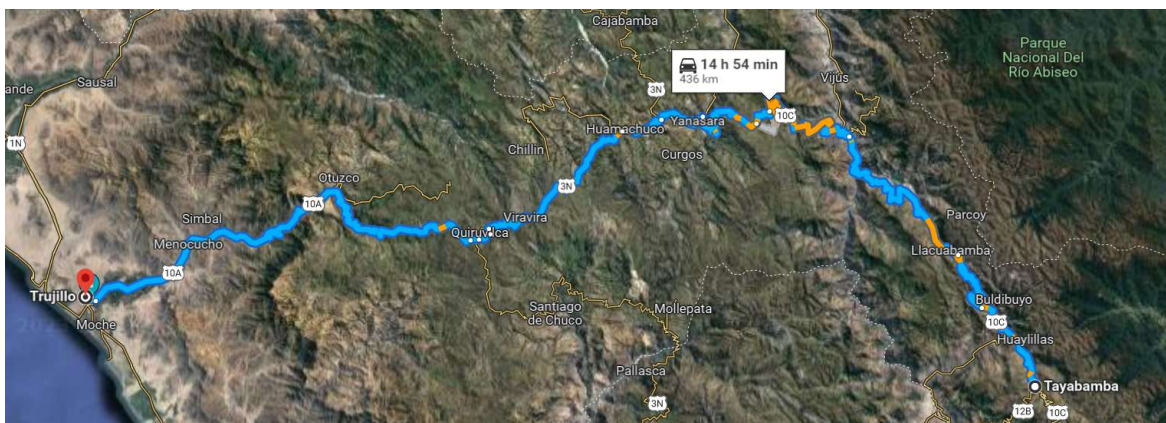 Cajabamba
Parque
Nacional Del
Río Abiseo
14 h 54 min
436 km
Vijus
Sausal
ande
3N
10C
1N
Huamachuco
Yanasara
Chillin
Curgos
Otuzco
3N
10A
Parcoy
Simbal
Viravira
Menocucho
Quiruvilca
Llacuabamba
10A
Trujillo
Buldibuyo
Santiago
de Chuco
Mollepata
Moche
10C
Huaylillas
Pallasca
Tayabamba
3N
12B
10C